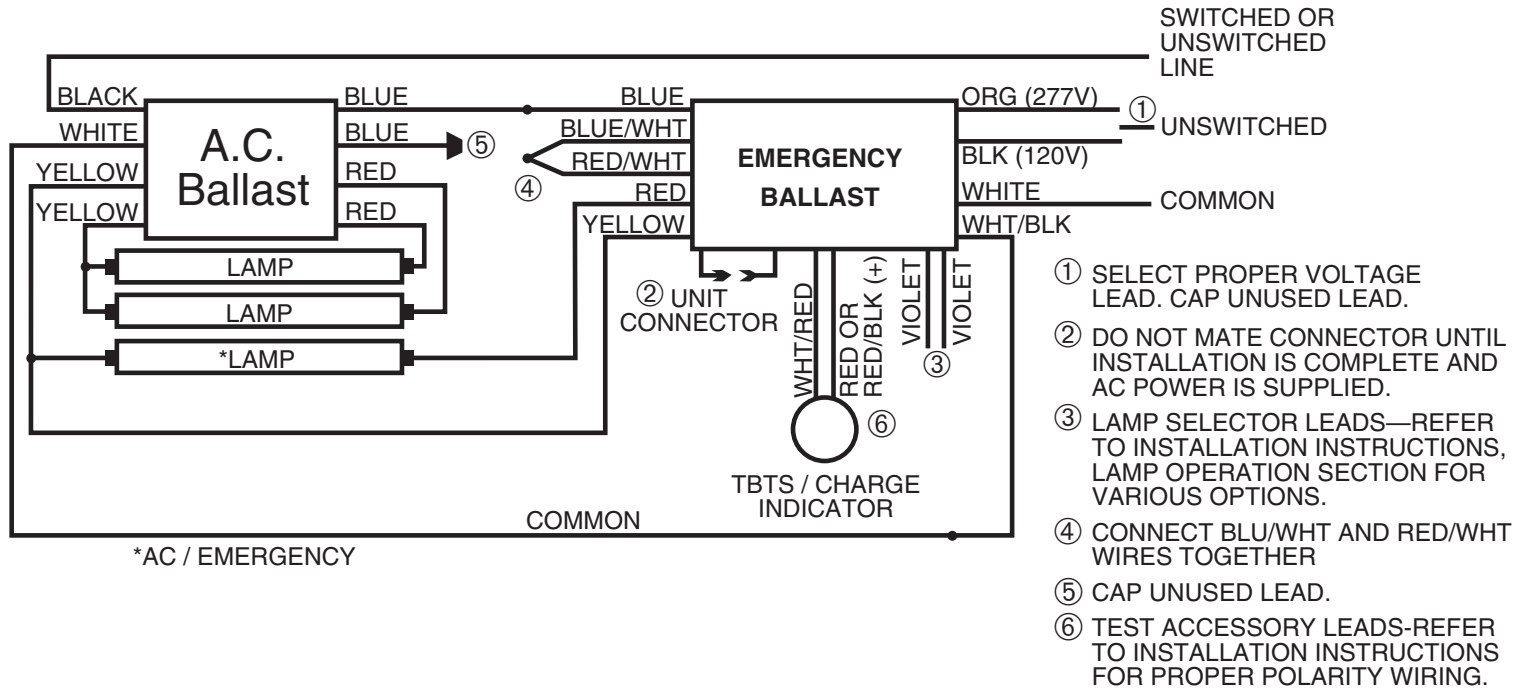 SWITCHED OR
UNSWITCHED
LINE
BLACK
WHITE
YELLOW
YELLOW
A.C.
Ballast
BLUE
BLUE
⑤
RED
RED
LAMP
LAMP
*LAMP
BLUE
BLUE/WHT
RED/WHT
④
RED
YELLOW
EMERGENCY
BALLAST
ORG (277V)
①
UNSWITCHED
BLK (120V)
WHITE
COMMON
WHT/BLK
② UNIT
CONNECTOR
WHT/RED
RED OR
RED/BLK (+)
VIOLET
VIOLET
③
⑥
TBTS / CHARGE
INDICATOR
COMMON
*AC / EMERGENCY
① SELECT PROPER VOLTAGE
LEAD. CAP UNUSED LEAD.
② DO NOT MATE CONNECTOR UNTIL
INSTALLATION IS COMPLETE AND
AC POWER IS SUPPLIED.
③ LAMP SELECTOR LEADS—REFER
TO INSTALLATION INSTRUCTIONS,
LAMP OPERATION SECTION FOR
VARIOUS OPTIONS.
④ CONNECT BLU/WHT AND RED/WHT
WIRES TOGETHER
⑤ CAP UNUSED LEAD.
⑥ TEST ACCESSORY LEADS-REFER
TO INSTALLATION INSTRUCTIONS
FOR PROPER POLARITY WIRING.